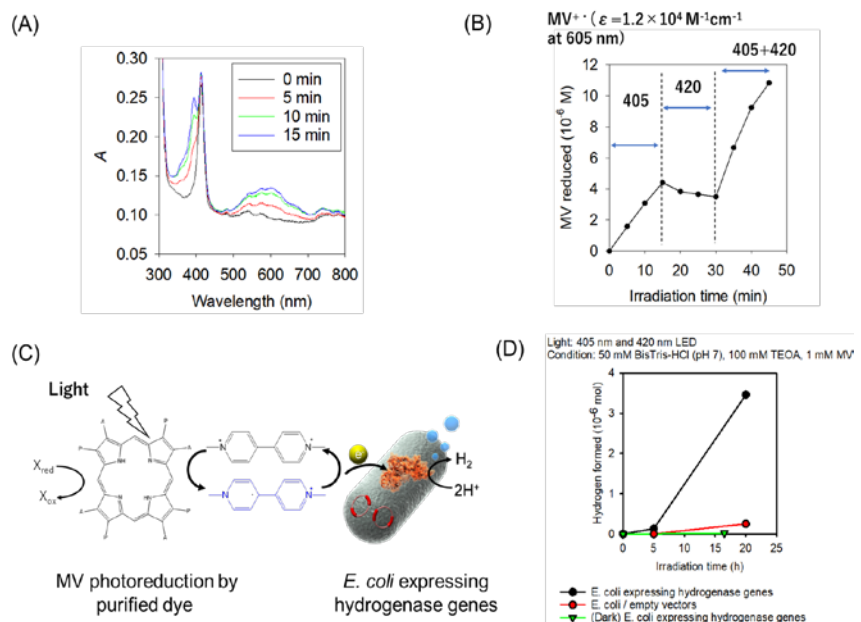 (A)
0.30
0.25
0.20
0.15
0.10
0.05
A
0 min
5 min
10 min
15 min
300 400 500 600 700 800
Wavelength (nm)
(B)
MV⁺· ( ε =1.2 × 10⁴ M⁻¹cm⁻¹
at 605 nm)
405+420
420
405
12
10
8
6
4
2
0
MV reduced (10⁻⁶ M)
0 10 20 30 40 50
Irradiation time (min)
(C)
Light
Xred
Xox
NH
N
N
HN
N
N
N
N
e
H₂
2H⁺
MV photoreduction by
purified dye
E. coli expressing
hydrogenase genes
(D)
Light: 405 nm and 420 nm LED
Condition: 50 mM BisTris-HCl (pH 7), 100 mM TEOA, 1 mM MV
4
3
2
1
0
Hydrogen formed (10⁻⁶ mol)
0 5 10 15 20 25
Irradiation time (h)
E. coli expressing hydrogenase genes
E. coli / empty vectors
(Dark) E. coli expressing hydrogenase genes